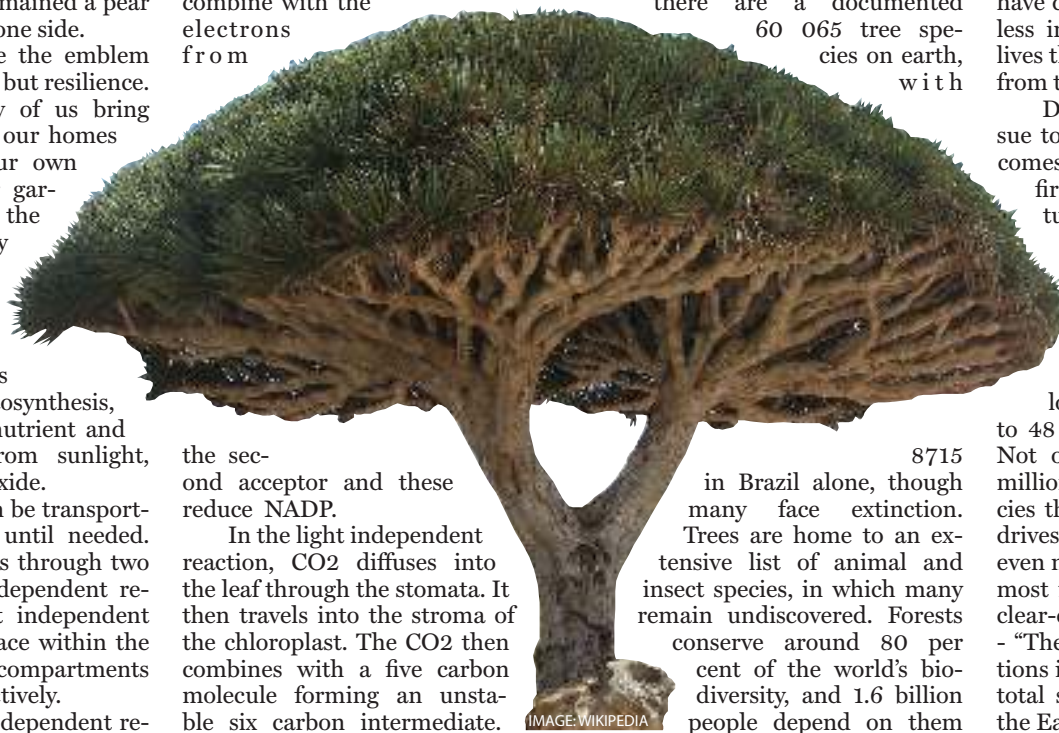 mained a pear
one side.
e the emblem
but resilience.
y of us bring
our homes
ur own
gar-
the
y
s
osynthesis,
nutrient and
rom sunlight,
xide.
n be transport-
until needed.
s through two
dependent re-
t independent
ace within the
compartments
tively.
dependent re-
combine with the
electrons
from
the sec-
ond acceptor and these
reduce NADP.
In the light independent
reaction, CO2 diffuses into
the leaf through the stomata. It
then travels into the stroma of
the chloroplast. The CO2 then
combines with a five carbon
molecule forming an unsta-
ble six carbon intermediate.
IMAGE: WIKIPEDIA
there are a documented
60 065 tree spe-
cies on earth,
with
8715
in Brazil alone, though
many face extinction.
Trees are home to an ex-
tensive list of animal and
insect species, in which many
remain undiscovered. Forests
conserve around 80 per
cent of the world's bio-
diversity, and 1.6 billion
people depend on them
have
less in
lives th
from t
D
sue to
comes
fir
tu
lo
to 48
Not o
million
cies th
drives
even
most
clear-
- “The
tions i
total s
the Ea